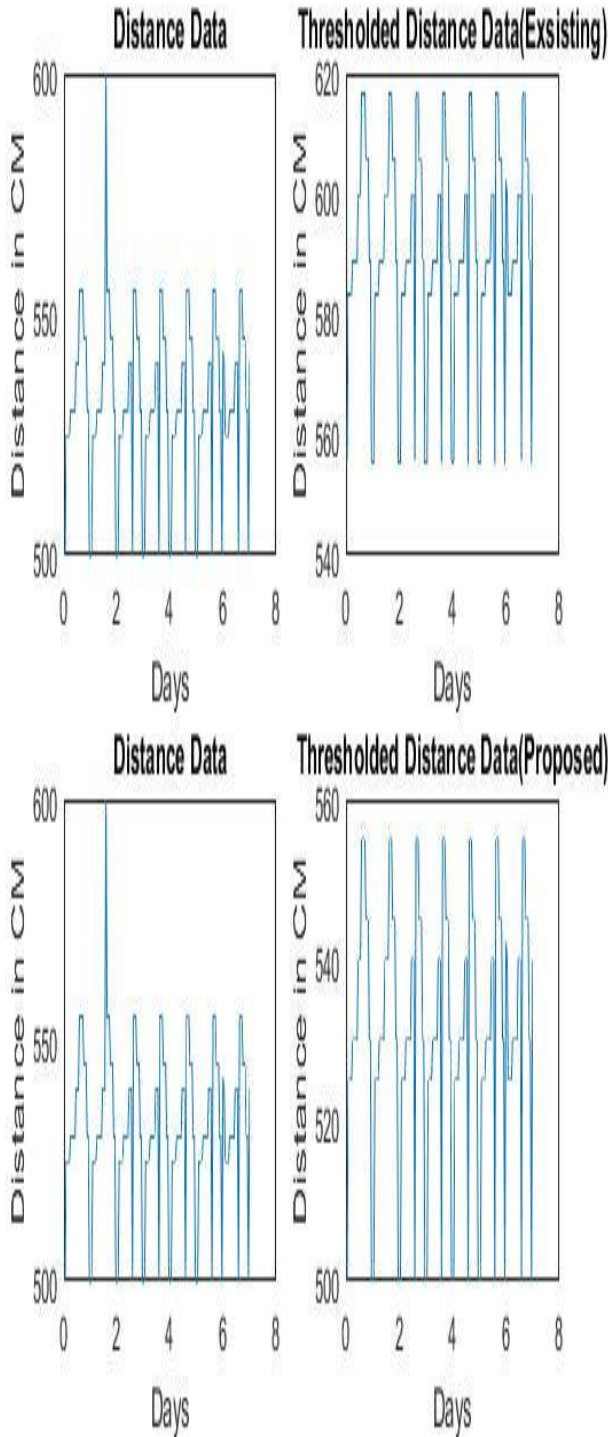 Distance Data
Thresholded Distance Data(Exsisting)
Distance in CM
600
550
500
0 2 4 6 8
Days
Distance in CM
620
600
580
560
540
0 2 4 6 8
Days
Distance Data
Thresholded Distance Data(Proposed)
Distance in CM
600
550
500
0 2 4 6 8
Days
Distance in CM
560
540
520
500
0 2 4 6 8
Days